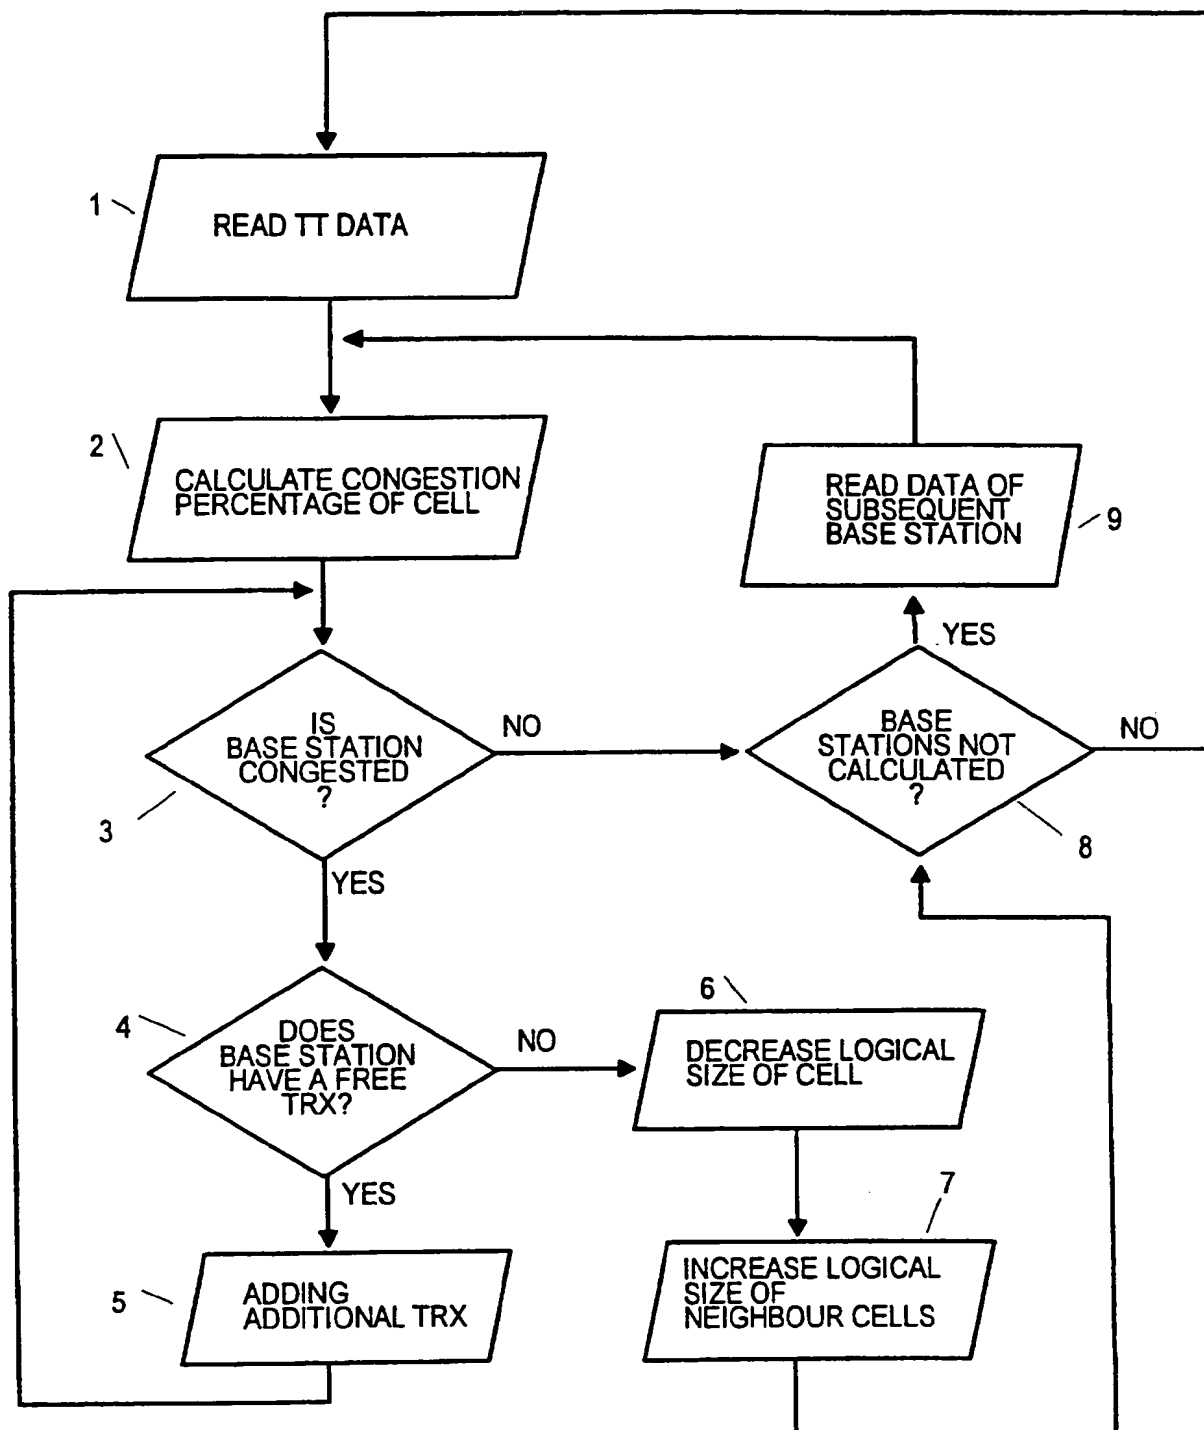 1
READ TT DATA
2
CALCULATE CONGESTION
PERCENTAGE OF CELL
READ DATA OF
SUBSEQUENT
BASE STATION
9
YES
IS
BASE STATION
CONGESTED
?
3
NO
BASE
STATIONS NOT
CALCULATED
?
8
NO
YES
4
DOES
BASE STATION
HAVE A FREE
TRX?
NO
6
DECREASE LOGICAL
SIZE OF CELL
YES
7
5
ADDING
ADDITIONAL TRX
INCREASE LOGICAL
SIZE OF
NEIGHBOUR CELLS